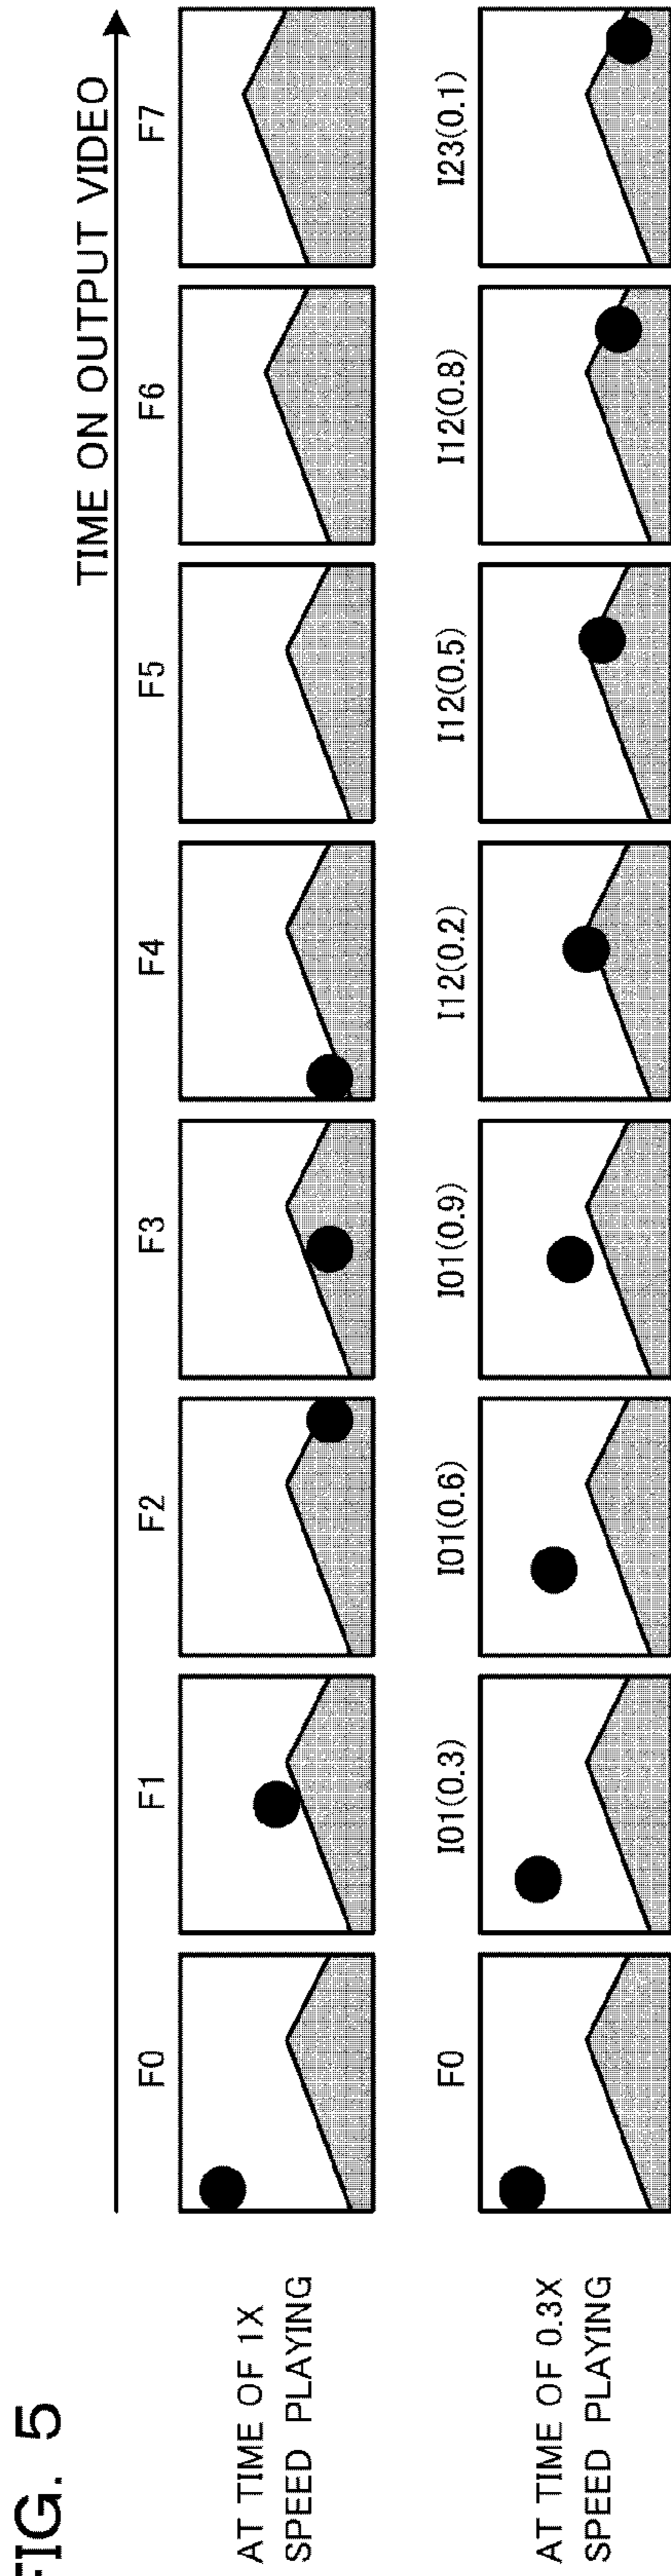 FIG. 5
TIME ON OUTPUT VIDEO
F0 F1 F2 F3 F4 F5 F6 F7
AT TIME OF 1X
SPEED PLAYING
F0 I01(0.3) I01(0.6) I01(0.9) I12(0.2) I12(0.5) I12(0.8) I23(0.1)
AT TIME OF 0.3X
SPEED PLAYING